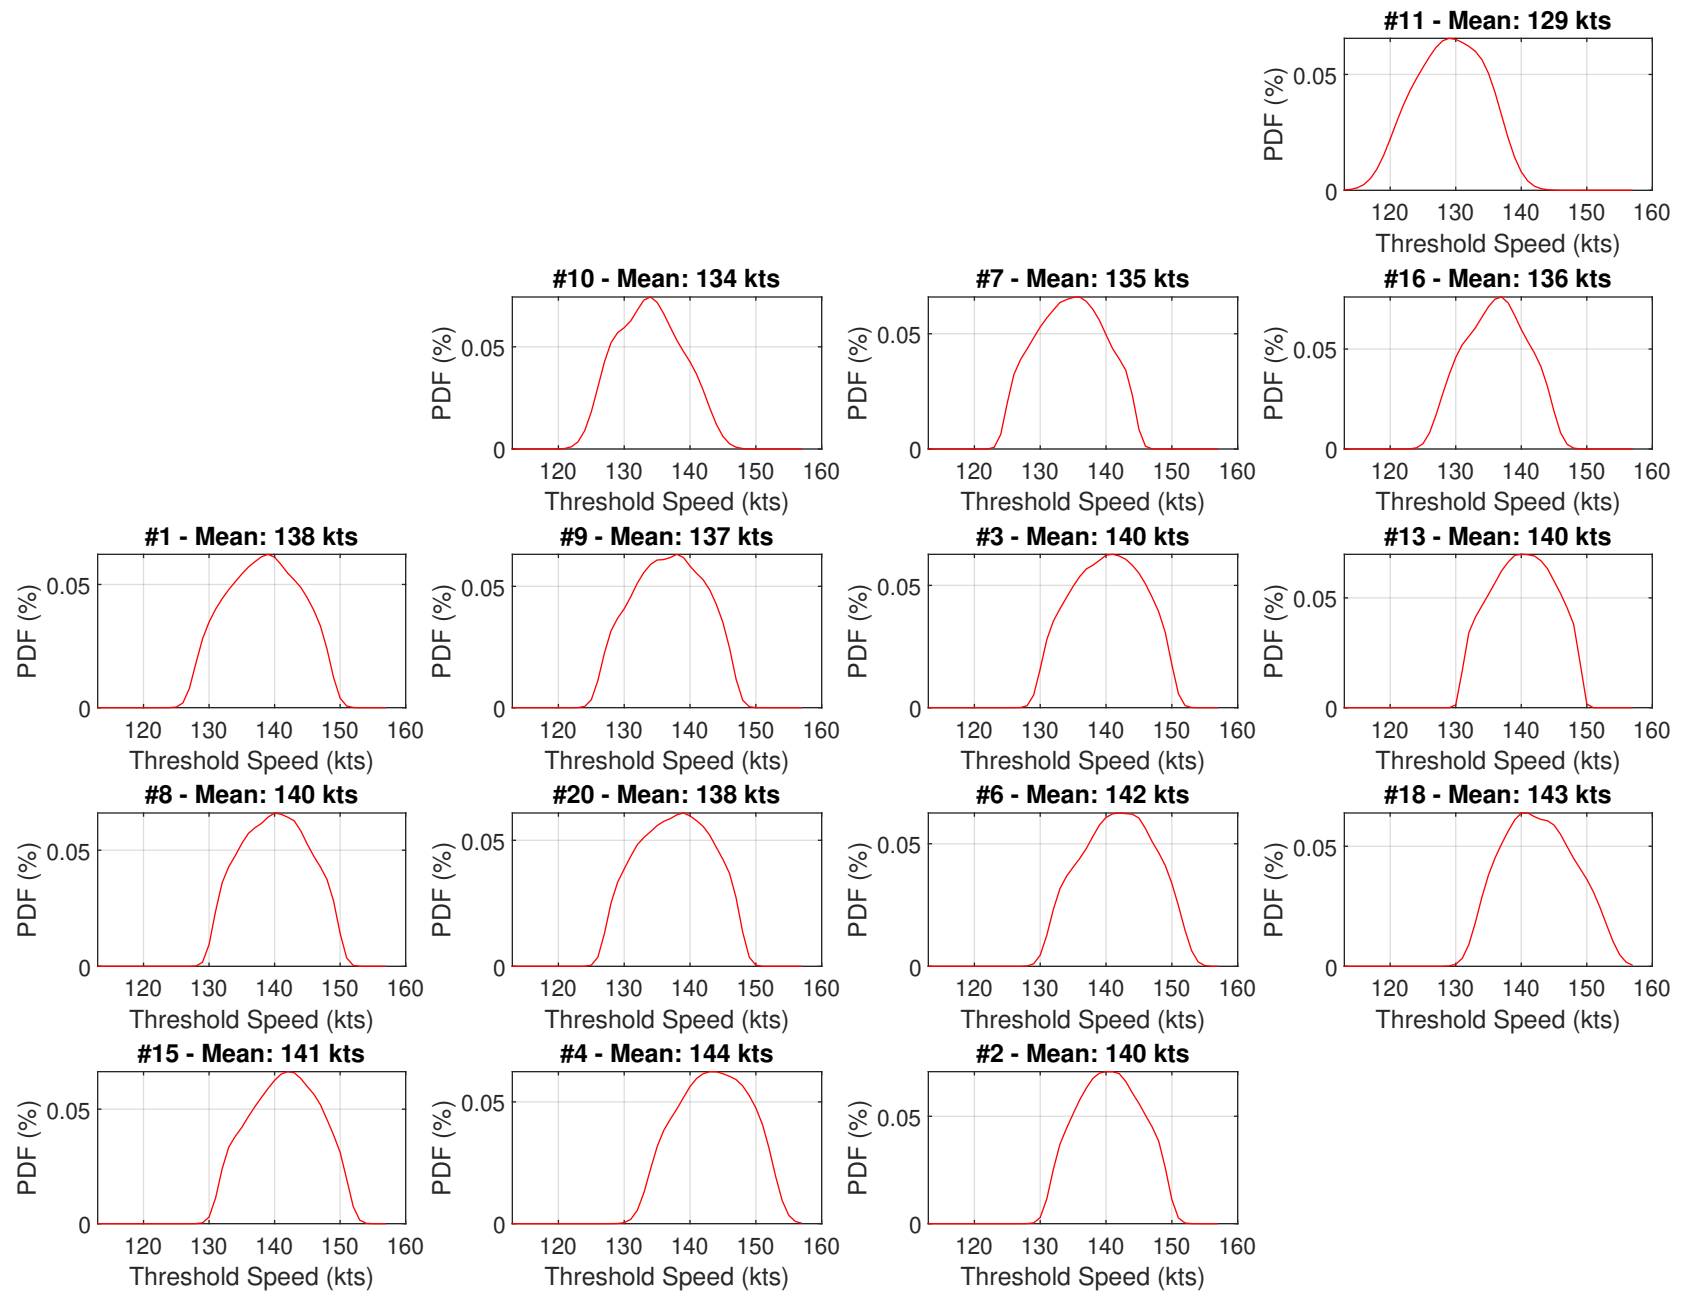 #11 - Mean: 129 kts
PDF (%)
0.05
0
120 130 140 150 160
Threshold Speed (kts)
#10 - Mean: 134 kts
PDF (%)
0.05
0
120 130 140 150 160
Threshold Speed (kts)
#7 - Mean: 135 kts
PDF (%)
0.05
0
120 130 140 150 160
Threshold Speed (kts)
#16 - Mean: 136 kts
PDF (%)
0.05
0
120 130 140 150 160
Threshold Speed (kts)
#1 - Mean: 138 kts
PDF (%)
0.05
0
120 130 140 150 160
Threshold Speed (kts)
#9 - Mean: 137 kts
PDF (%)
0.05
0
120 130 140 150 160
Threshold Speed (kts)
#3 - Mean: 140 kts
PDF (%)
0.05
0
120 130 140 150 160
Threshold Speed (kts)
#13 - Mean: 140 kts
PDF (%)
0.05
0
120 130 140 150 160
Threshold Speed (kts)
#8 - Mean: 140 kts
PDF (%)
0.05
0
120 130 140 150 160
Threshold Speed (kts)
#20 - Mean: 138 kts
PDF (%)
0.05
0
120 130 140 150 160
Threshold Speed (kts)
#6 - Mean: 142 kts
PDF (%)
0.05
0
120 130 140 150 160
Threshold Speed (kts)
#18 - Mean: 143 kts
PDF (%)
0.05
0
120 130 140 150 160
Threshold Speed (kts)
#15 - Mean: 141 kts
PDF (%)
0.05
0
120 130 140 150 160
Threshold Speed (kts)
#4 - Mean: 144 kts
PDF (%)
0.05
0
120 130 140 150 160
Threshold Speed (kts)
#2 - Mean: 140 kts
PDF (%)
0.05
0
120 130 140 150 160
Threshold Speed (kts)